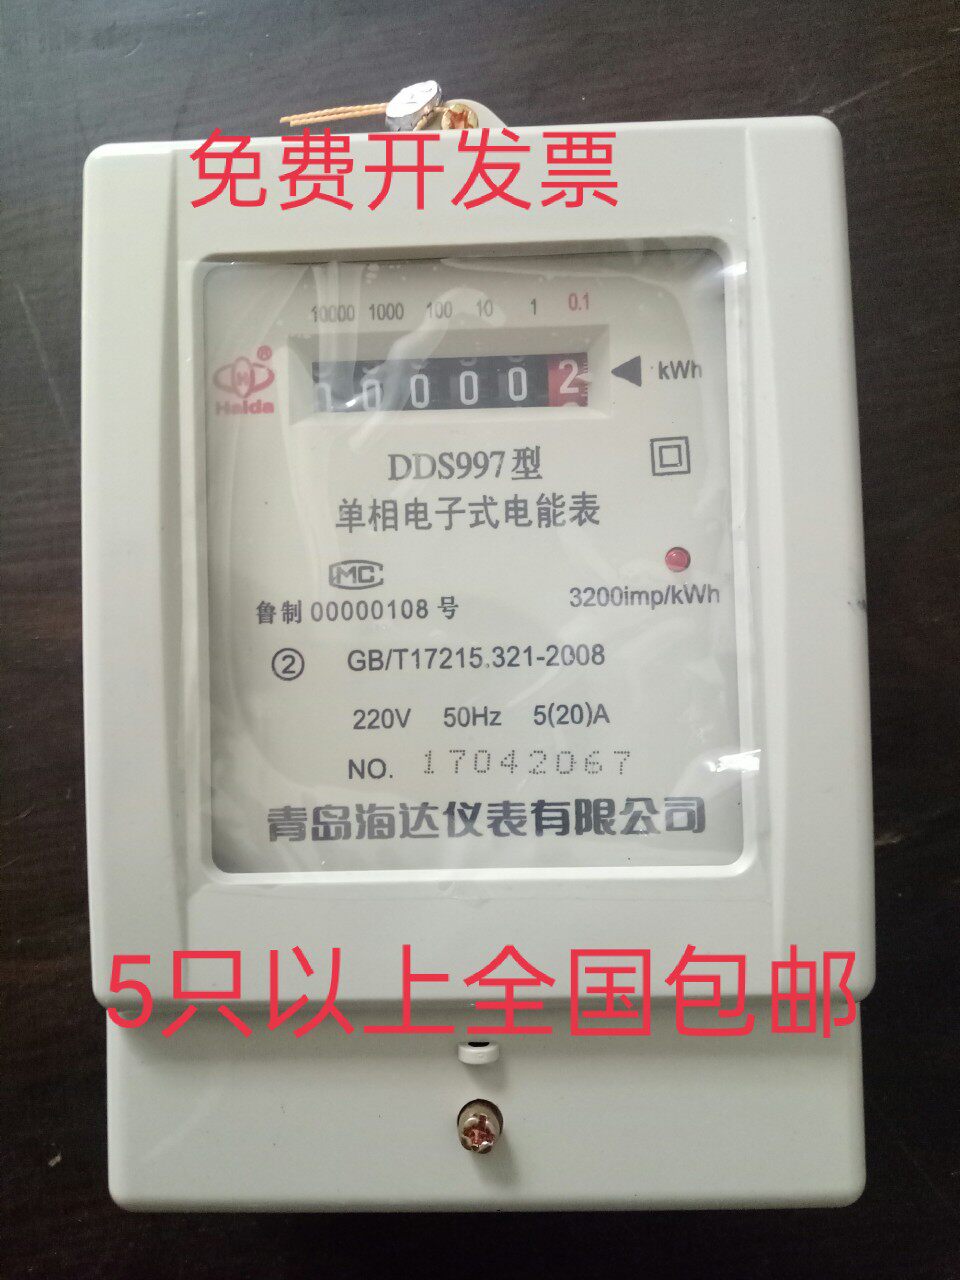 免费开发票
10000 1000 100 10 1 0.1
0 0 0 0 2
kWh
®
Haida
DDS997型
单相电子式电能表
MC
3200imp/kWh
鲁制 00000108 号
② GB/T17215.321-2008
220V 50Hz 5(20)A
NO. 17042067
青岛海达仪表有限公司
5只以上全国包邮